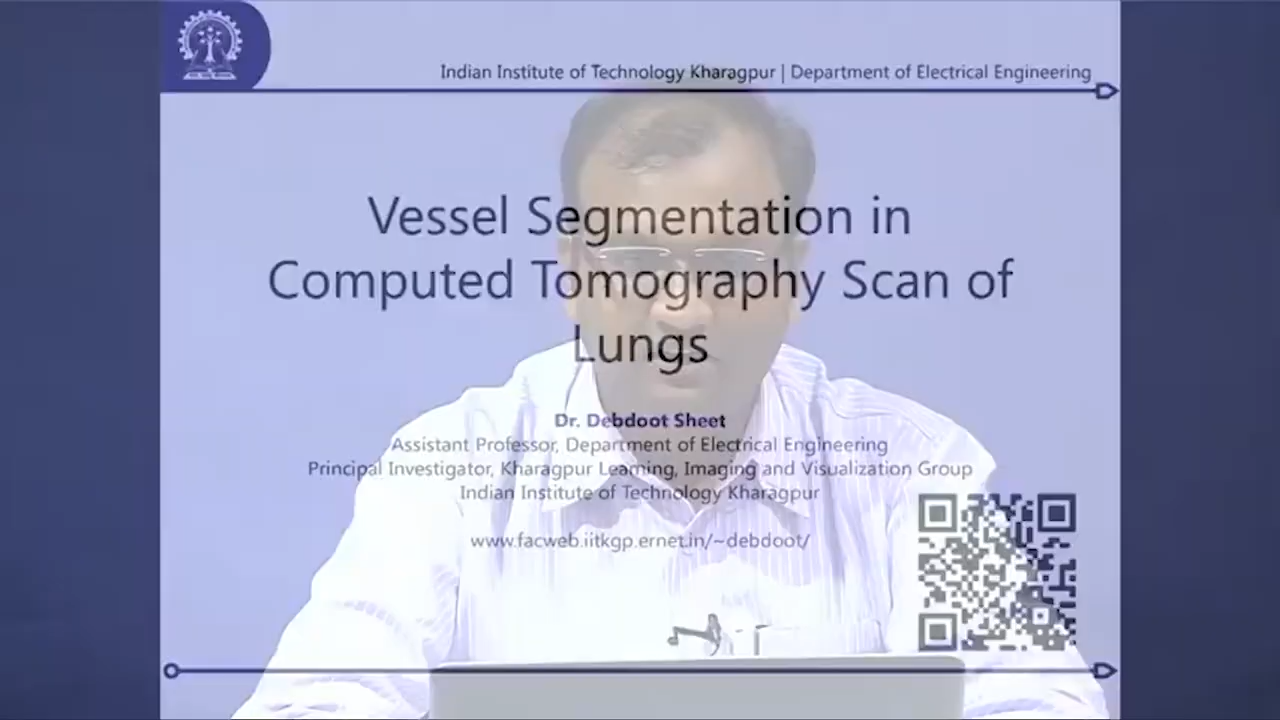 Indian Institute of Technology Kharagpur | Department of Electrical Engineering
Vessel Segmentation in
Computed Tomography Scan of
Lungs
Dr. Debdoot Sheet
Assistant Professor, Department of Electrical Engineering
Principal Investigator, Kharagpur Learning, Imaging and Visualization Group
Indian Institute of Technology Kharagpur
www.facweb.iitkgp.ernet.in/~debdoot/